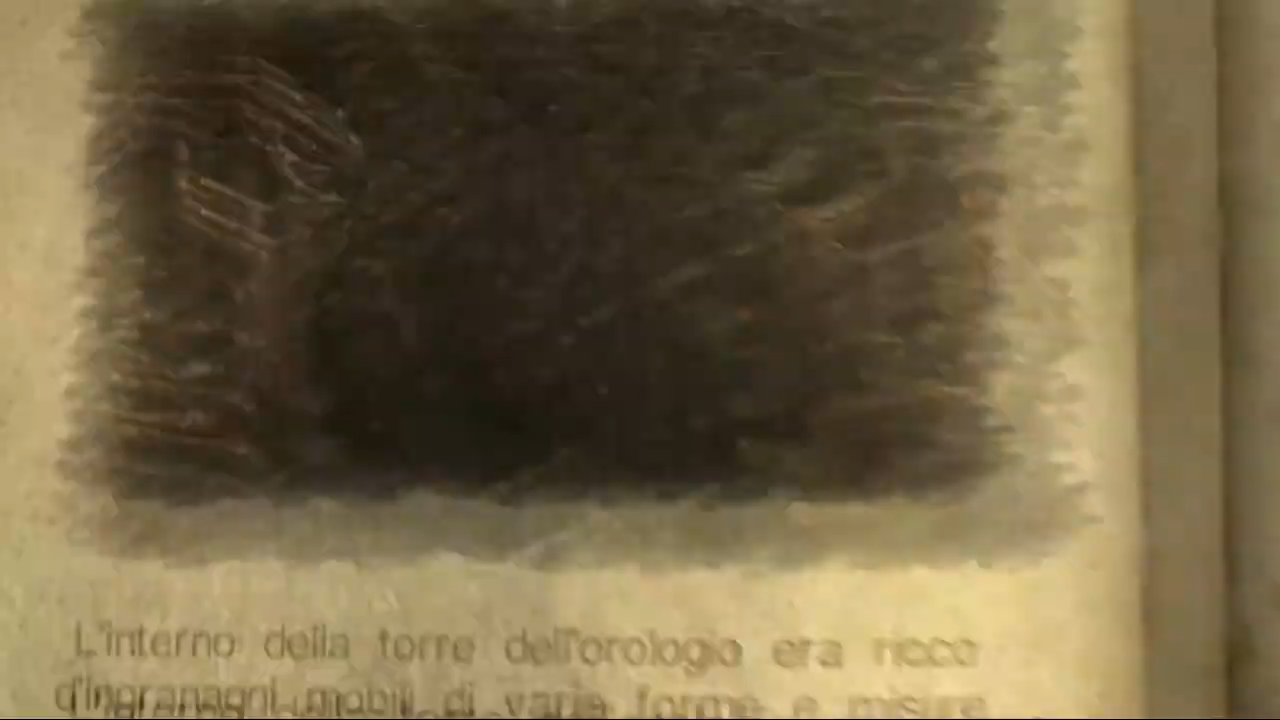 L'interno della torre dell'orologio era ricco
d'ingranaggi mobili di varie forme e misure